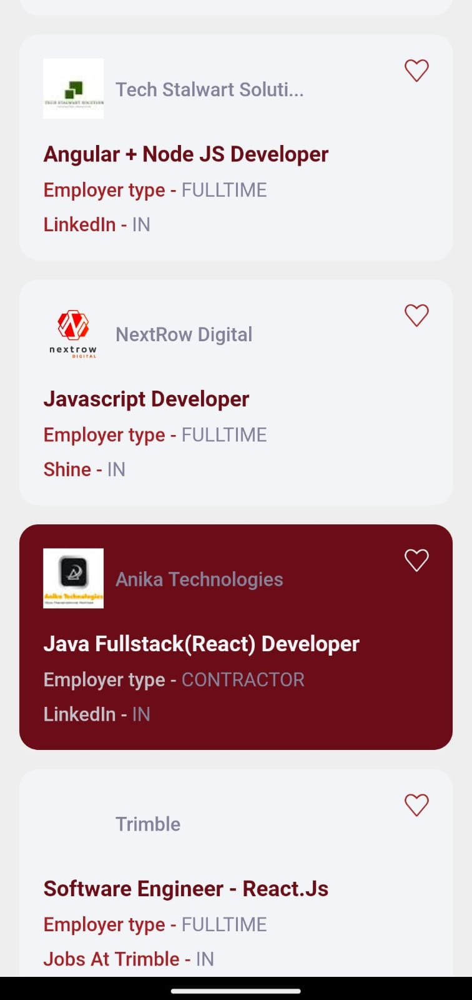 TECH STALWART SOLUTION
Tech Stalwart Soluti...
Angular + Node JS Developer
Employer type - FULLTIME
LinkedIn - IN
nextrow
DIGITAL
NextRow Digital
Javascript Developer
Employer type - FULLTIME
Shine - IN
Anika Technologies
Anika Technologies
Java Fullstack(React) Developer
Employer type - CONTRACTOR
LinkedIn - IN
Trimble
Software Engineer - React.Js
Employer type - FULLTIME
Jobs At Trimble - IN